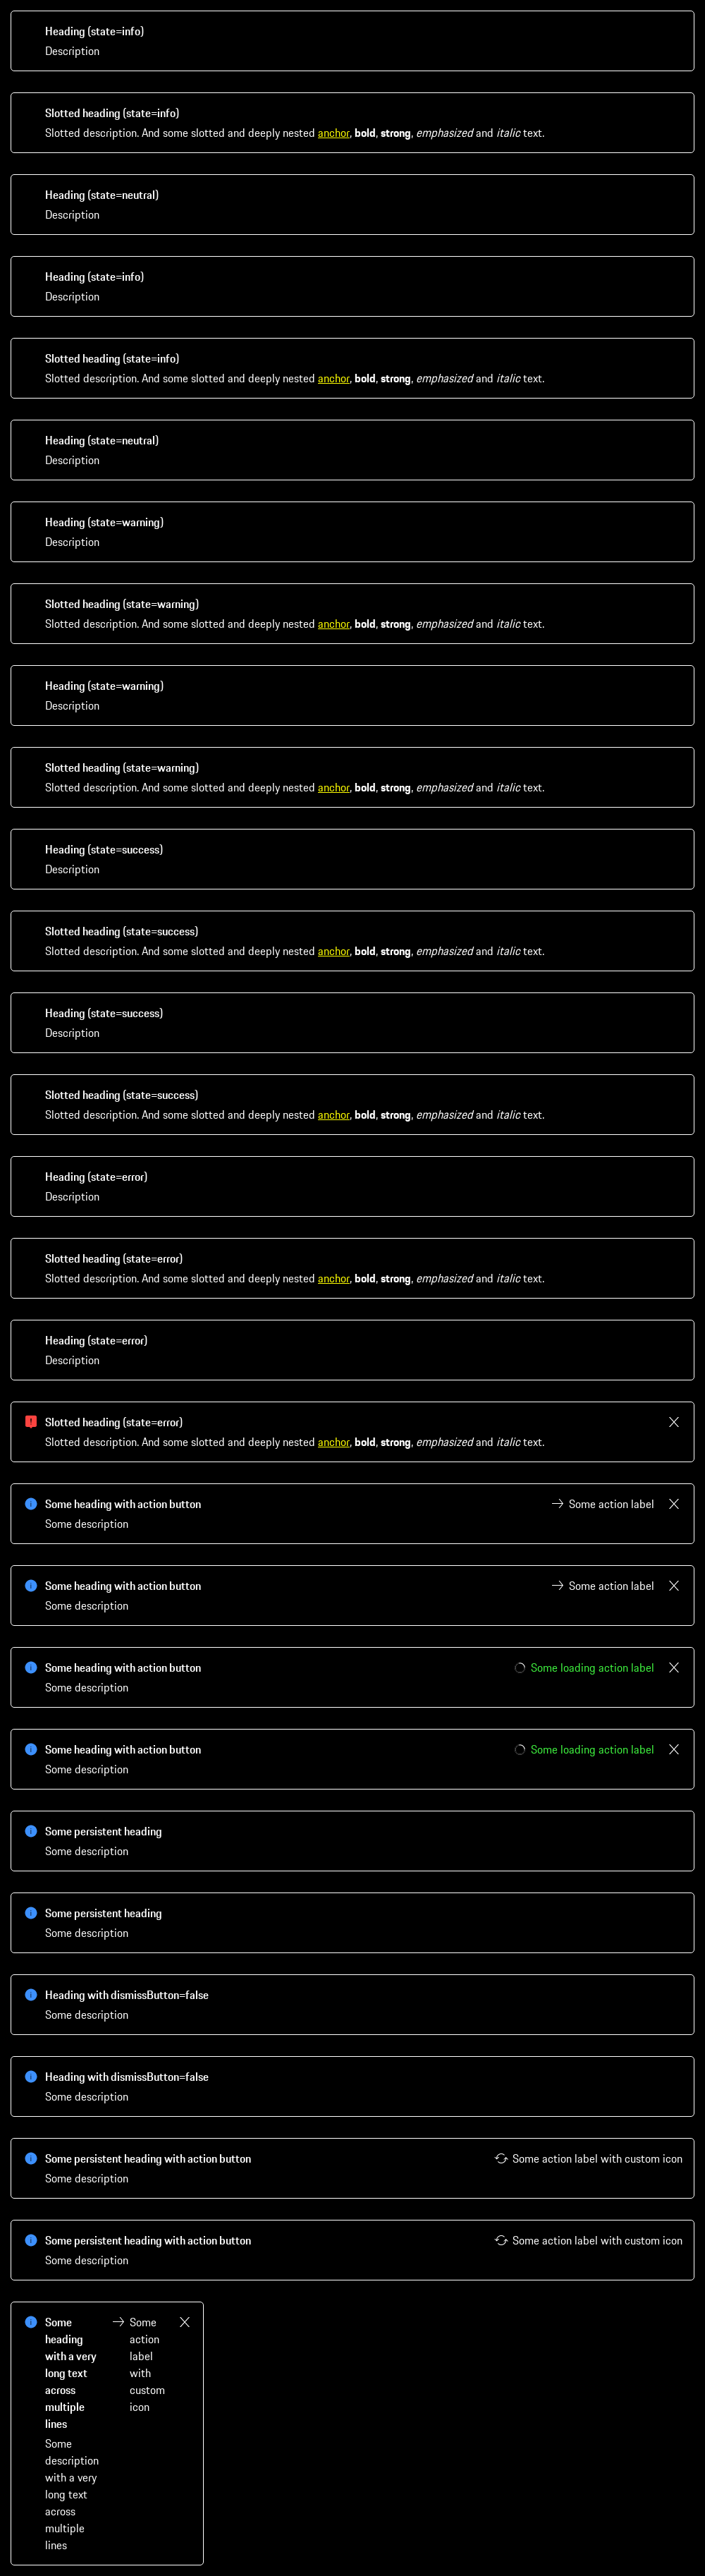 Heading (state=info)
Description
Slotted heading (state=info)
Slotted description. And some slotted and deeply nested anchor, bold, strong, emphasized and italic text.
Heading (state=neutral)
Description
Heading (state=info)
Description
Slotted heading (state=info)
Slotted description. And some slotted and deeply nested anchor, bold, strong, emphasized and italic text.
Heading (state=neutral)
Description
Heading (state=warning)
Description
Slotted heading (state=warning)
Slotted description. And some slotted and deeply nested anchor, bold, strong, emphasized and italic text.
Heading (state=warning)
Description
Slotted heading (state=warning)
Slotted description. And some slotted and deeply nested anchor, bold, strong, emphasized and italic text.
Heading (state=success)
Description
Slotted heading (state=success)
Slotted description. And some slotted and deeply nested anchor, bold, strong, emphasized and italic text.
Heading (state=success)
Description
Slotted heading (state=success)
Slotted description. And some slotted and deeply nested anchor, bold, strong, emphasized and italic text.
Heading (state=error)
Description
Slotted heading (state=error)
Slotted description. And some slotted and deeply nested anchor, bold, strong, emphasized and italic text.
Heading (state=error)
Description
Slotted heading (state=error)
Slotted description. And some slotted and deeply nested anchor, bold, strong, emphasized and italic text.
Some heading with action button
Some action label
Some description
Some heading with action button
Some action label
Some description
Some heading with action button
Some loading action label
Some description
Some heading with action button
Some loading action label
Some description
Some persistent heading
Some description
Some persistent heading
Some description
Heading with dismissButton=false
Some description
Heading with dismissButton=false
Some description
Some persistent heading with action button
Some action label with custom icon
Some description
Some persistent heading with action button
Some action label with custom icon
Some description
Some
heading
with a very
long text
across
multiple
lines
Some
description
with a very
long text
across
multiple
lines
Some
action
label
with
custom
icon